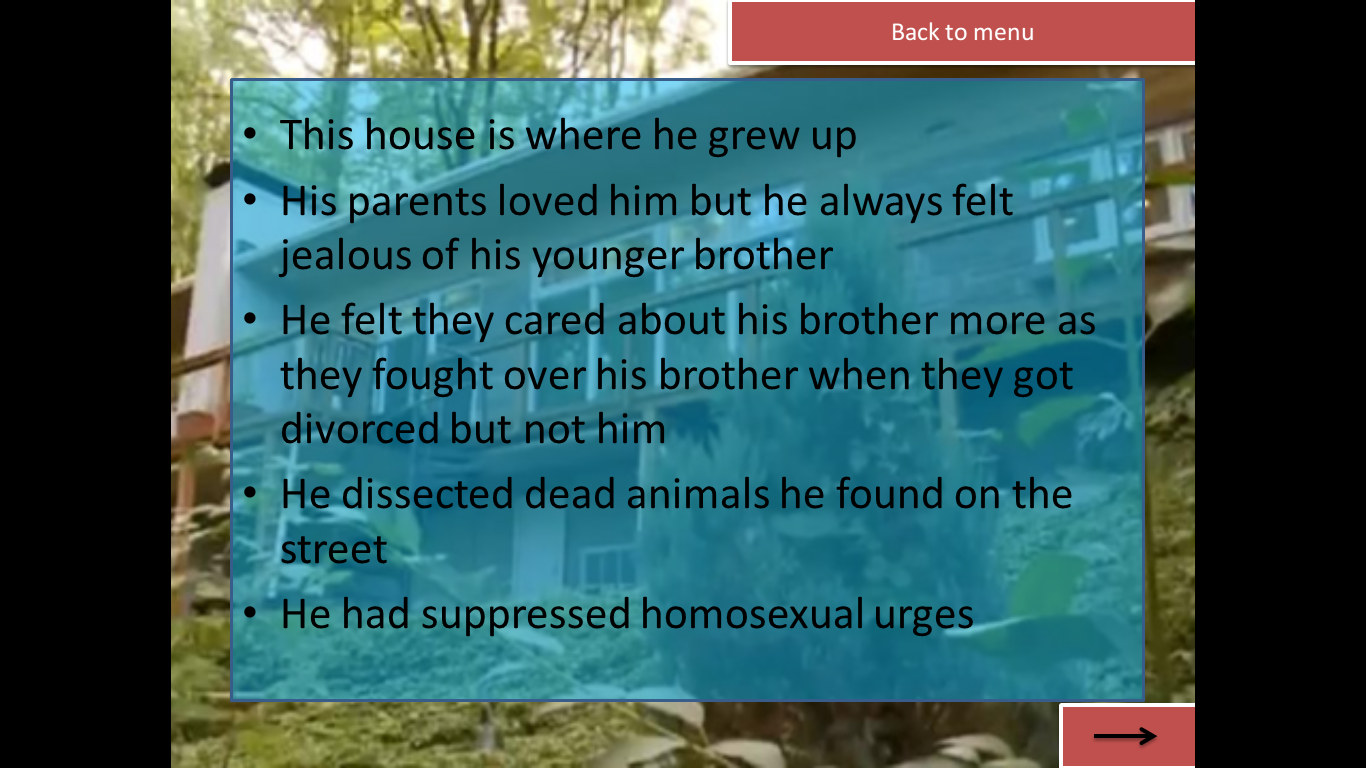 Back to menu
• This house is where he grew up
• His parents loved him but he always felt
jealous of his younger brother
• He felt they cared about his brother more as
they fought over his brother when they got
divorced but not him
• He dissected dead animals he found on the
street
• He had suppressed homosexual urges